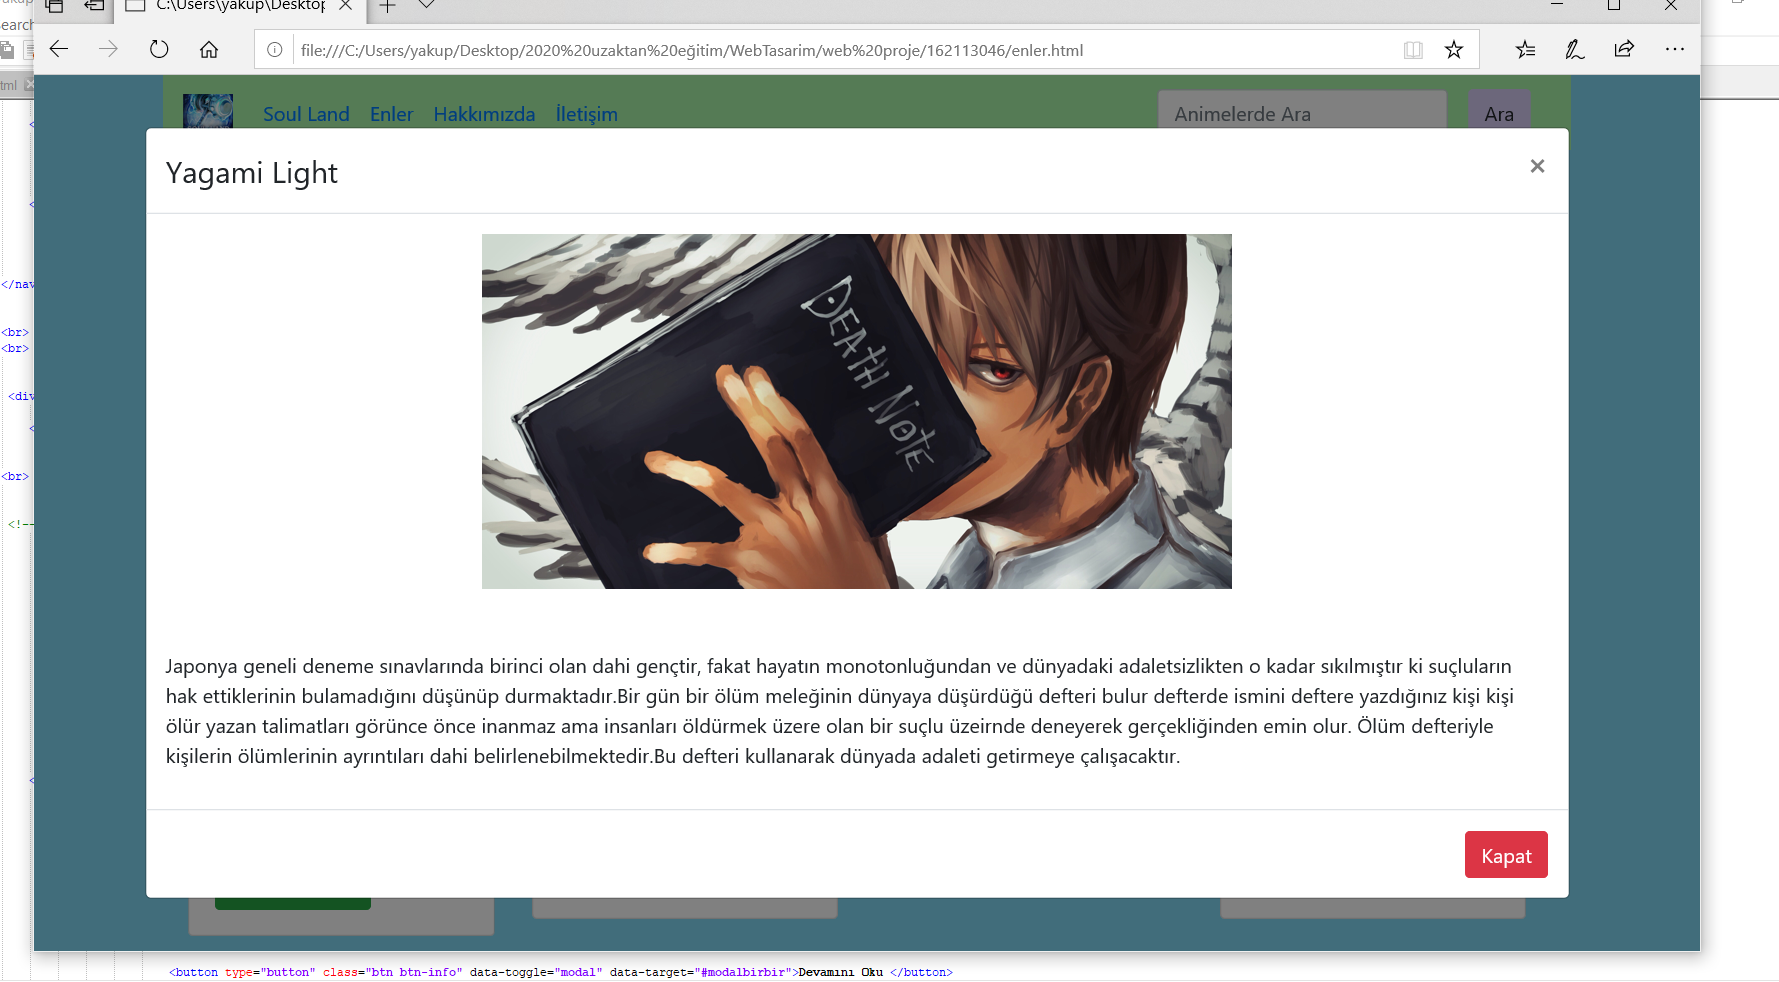 C:\Users\yakup\Desktop
earch
file:///C:/Users/yakup/Desktop/2020%20uzaktan%20eğitim/WebTasarim/web%20proje/162113046/enler.html
tml
Soul Land Enler Hakkımızda İletişim Animelerde Ara Ara
Yagami Light ×
</nav
<br>
<br>
DEATH NOTE
<div
<br>
<!--
Japonya geneli deneme sınavlarında birinci olan dahi gençtir, fakat hayatın monotonluğundan ve dünyadaki adaletsizlikten o kadar sıkılmıştır ki suçluların
hak ettiklerinin bulamadığını düşünüp durmaktadır.Bir gün bir ölüm meleğinin dünyaya düşürdüğü defteri bulur defterde ismini deftere yazdığınız kişi kişi
ölür yazan talimatları görünce önce inanmaz ama insanları öldürmek üzere olan bir suçlu üzeirnde deneyerek gerçekliğinden emin olur. Ölüm defteriyle
kişilerin ölümlerinin ayrıntıları dahi belirlenebilmektedir.Bu defteri kullanarak dünyada adaleti getirmeye çalışacaktır.
Kapat
<button type="button" class="btn btn-info" data-toggle="modal" data-target="#modalbirbir">Devamını Oku </button>